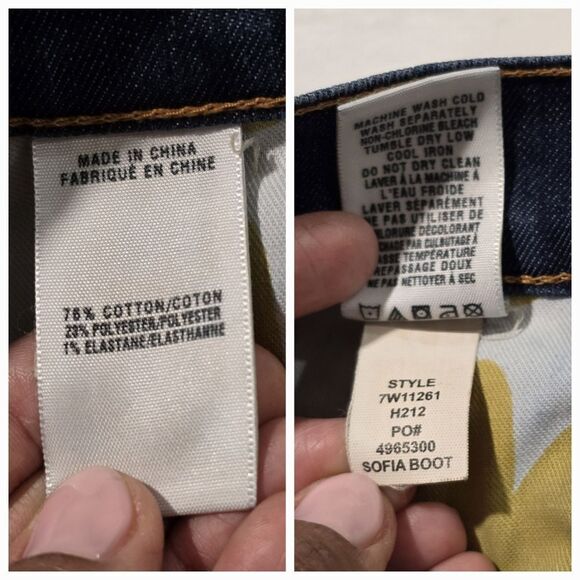 MADE IN CHINA
FABRIQUÉ EN CHINE
76% COTTON/COTON
23% POLYESTER/POLYESTER
1% ELASTANE/ELASTHANNE
MACHINE WASH COLD
WASH SEPARATELY
NON-CHLORINE BLEACH
TUMBLE DRY LOW
COOL IRON
DO NOT DRY CLEAN
LAVER À LA MACHINE À
L'EAU FROIDE
LAVER SÉPARÉMENT
NE PAS UTILISER DE
CHLORURE DÉCOLORANT
PAR CULBUTAGE À
BASSE TEMPÉRATURE
REPASSAGE DOUX
NE PAS NETTOYER À SEC
STYLE
7W11261
H212
PO#
4965300
SOFIA BOOT